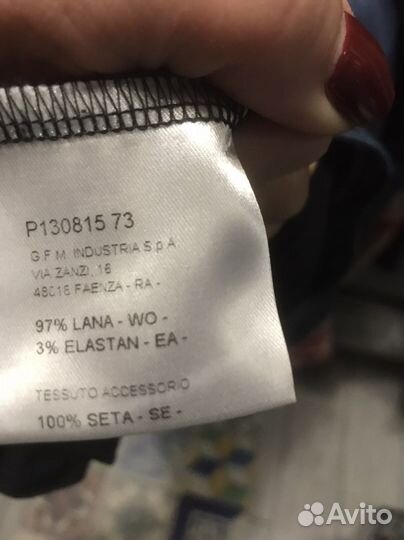 P130815 73
G.F.M. INDUSTRIA S.p.A
VIA ZANZI, 16
48018 FAENZA - RA -
97% LANA - WO -
3% ELASTAN - EA -
TESSUTO ACCESSORIO
100% SETA - SE -
Avito